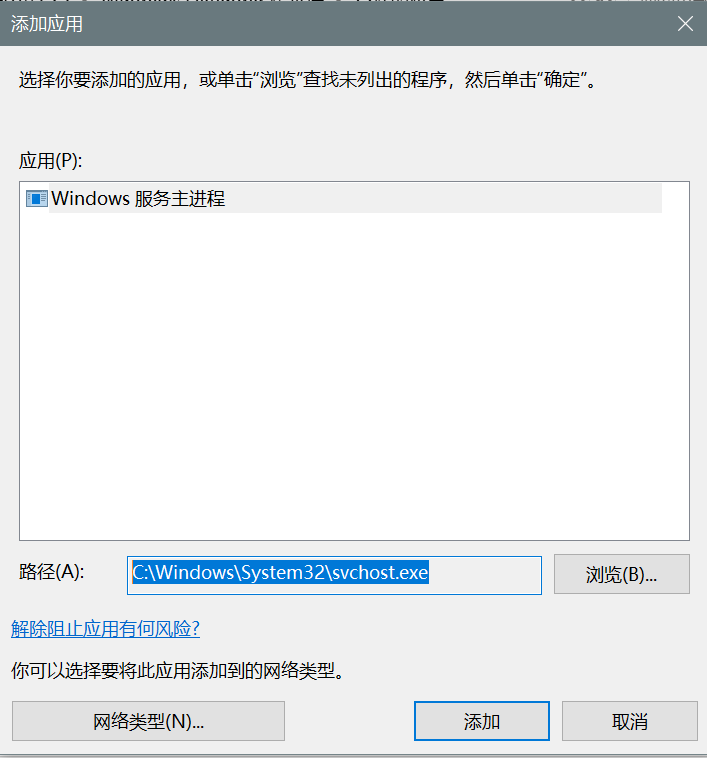 添加应用
选择你要添加的应用，或单击“浏览”查找未列出的程序，然后单击“确定”。
应用(P):
Windows 服务主进程
路径(A):
C:\Windows\System32\svchost.exe
浏览(B)...
解除阻止应用有何风险?
你可以选择要将此应用添加到的网络类型。
网络类型(N)...
添加
取消